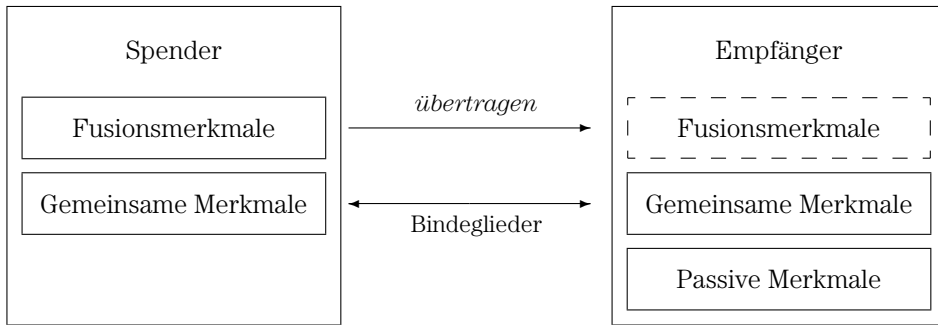 Spender
Fusionsmerkmale
Gemeinsame Merkmale
übertragen
Bindeglieder
Empfänger
Fusionsmerkmale
Gemeinsame Merkmale
Passive Merkmale